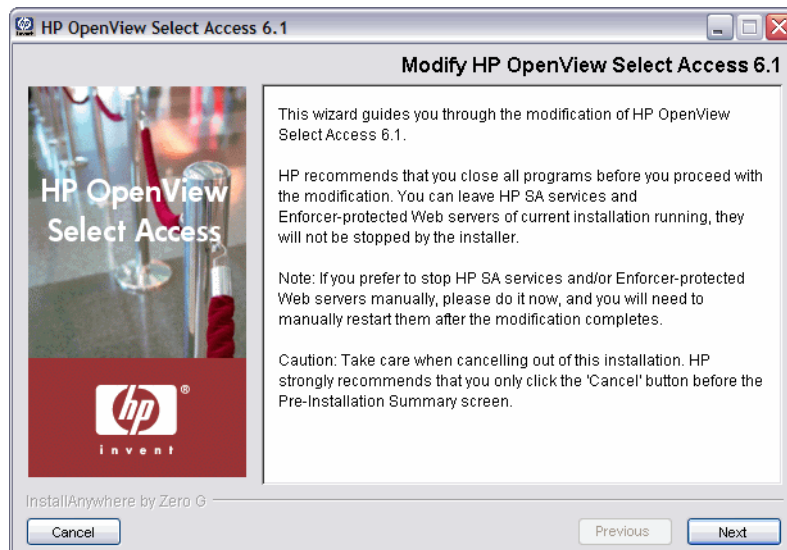 HP OpenView Select Access 6.1
Modify HP OpenView Select Access 6.1
HP OpenView
Select Access
hp
®
invent
This wizard guides you through the modification of HP OpenView
Select Access 6.1.
HP recommends that you close all programs before you proceed with
the modification. You can leave HP SA services and
Enforcer-protected Web servers of current installation running, they
will not be stopped by the installer.
Note: If you prefer to stop HP SA services and/or Enforcer-protected
Web servers manually, please do it now, and you will need to
manually restart them after the modification completes.
Caution: Take care when cancelling out of this installation. HP
strongly recommends that you only click the 'Cancel' button before the
Pre-Installation Summary screen.
InstallAnywhere by Zero G
Cancel
Previous
Next